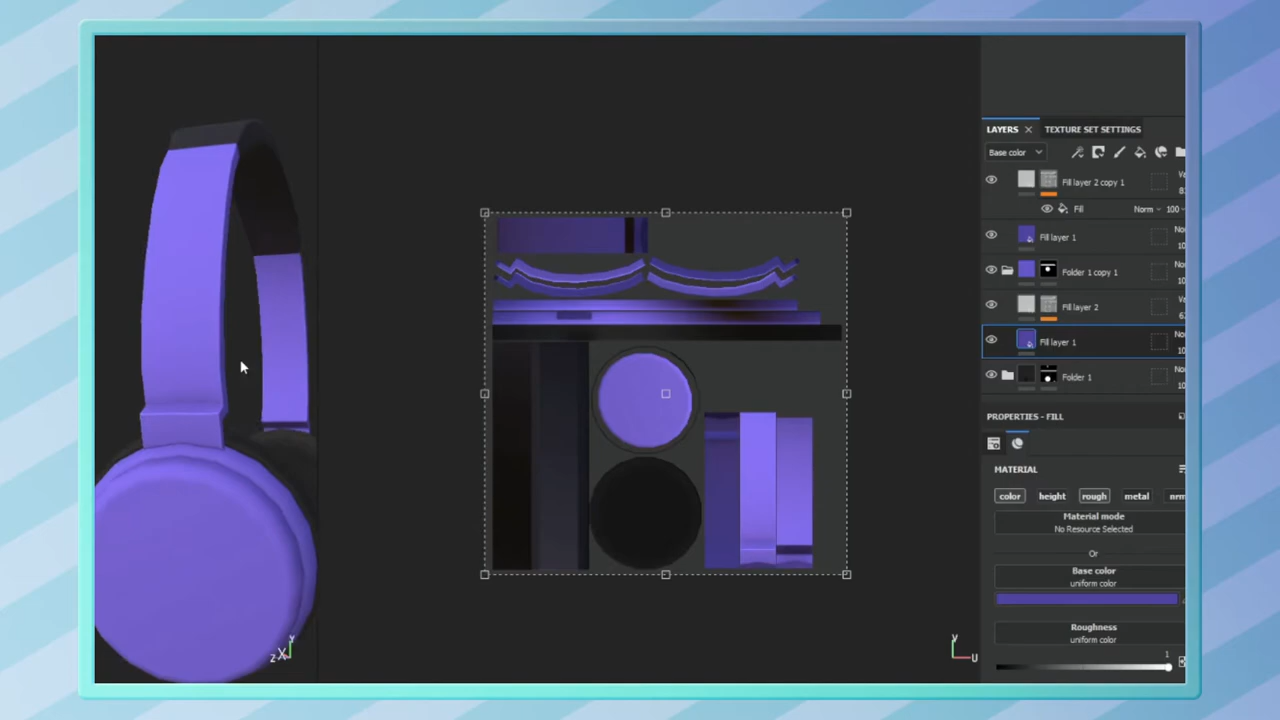 LAYERS × TEXTURE SET SETTINGS
Base color
Fill layer 2 copy 1
Fill Norm 100
Fill layer 1
Folder 1 copy 1
Fill layer 2
Fill layer 1
Folder 1
PROPERTIES - FILL
MATERIAL
color height rough metal nrm
Material mode
No Resource Selected
Or
Base color
uniform color
Roughness
uniform color
1
Y
Z X
Y
U